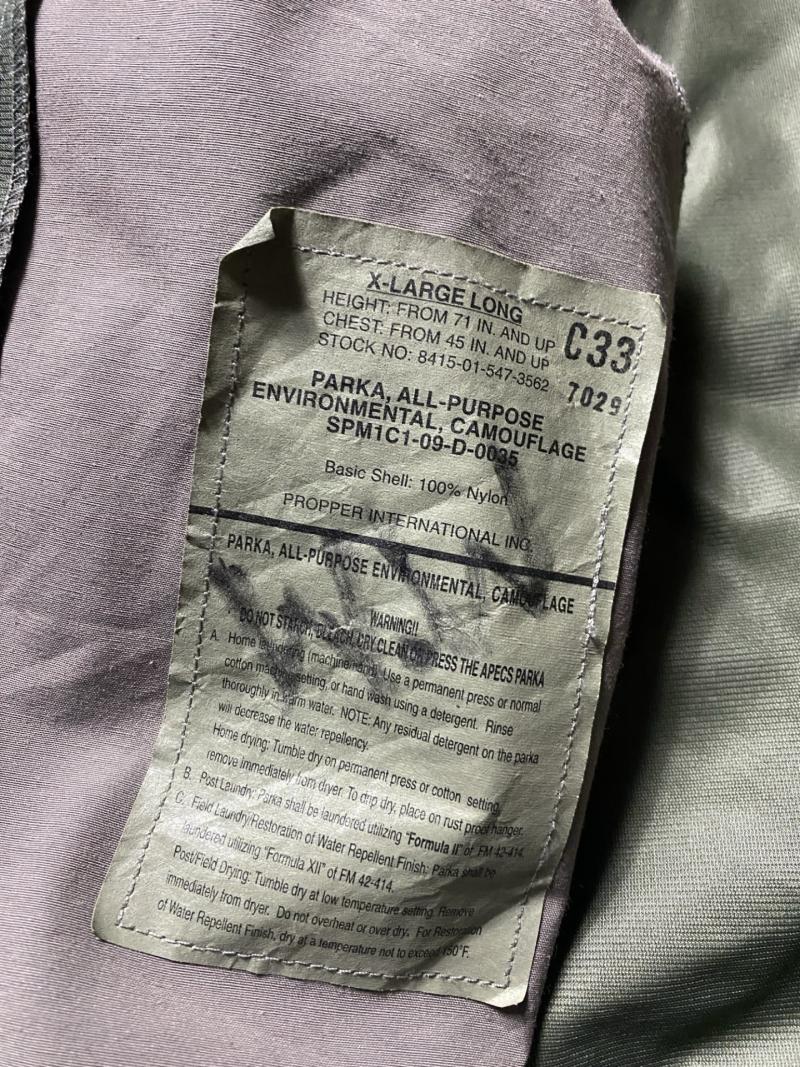 X-LARGE LONG
HEIGHT: FROM 71 IN. AND UP
CHEST: FROM 45 IN. AND UP
STOCK NO: 8415-01-547-3562
C33
7029
PARKA, ALL-PURPOSE
ENVIRONMENTAL, CAMOUFLAGE
SPM1C1-09-D-0035
Basic Shell: 100% Nylon
PROPPER INTERNATIONAL INC.
PARKA, ALL-PURPOSE ENVIRONMENTAL, CAMOUFLAGE
WARNING!!
DO NOT STARCH, BLEACH, DRY CLEAN OR PRESS THE APECS PARKA
A. Home laundering (machine/hand) Use a permanent press or normal
cotton machine setting, or hand wash using a detergent. Rinse
thoroughly in warm water. NOTE: Any residual detergent on the parka
will decrease the water repellency.
Home drying: Tumble dry on permanent press or cotton setting,
remove immediately from dryer. To drip dry, place on rust proof hanger.
B. Post Laundry: Parka shall be laundered utilizing "Formula II" of FM 42-414.
C. Field Laundry/Restoration of Water Repellent Finish: Parka shall be
laundered utilizing "Formula XII" of FM 42-414.
Post/Field Drying: Tumble dry at low temperature setting. Remove
immediately from dryer. Do not overheat or over dry. For Restoration
of Water Repellent Finish, dry at a temperature not to exceed 150°F.